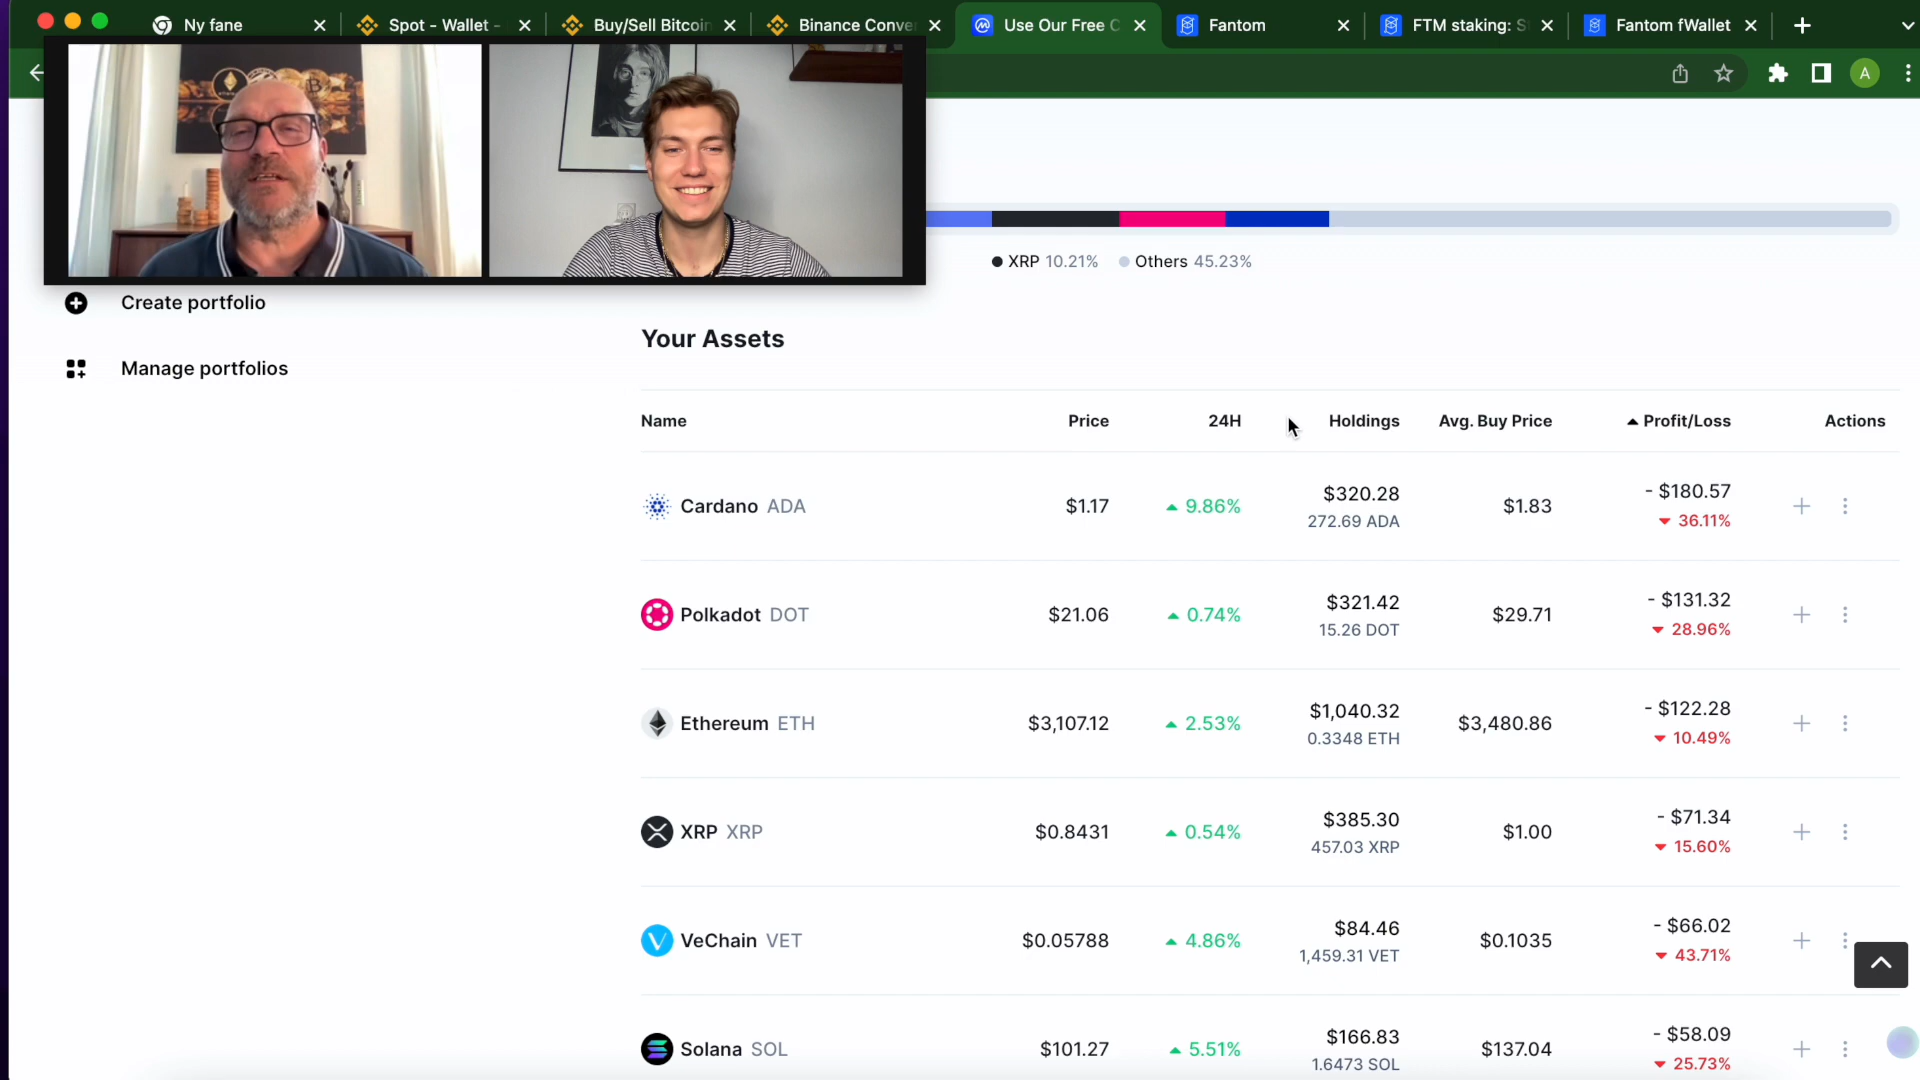 Ny fane
Spot - Wallet -
Buy/Sell Bitcoin
Binance Conver
Use Our Free C
Fantom
FTM staking: S
Fantom fWallet
A
XRP 10.21%
Others 45.23%
Create portfolio
Manage portfolios
Your Assets
Name Price 24H Holdings Avg. Buy Price Profit/Loss Actions
Cardano ADA $1.17 9.86% $320.28 $1.83 - $180.57
272.69 ADA 36.11%
Polkadot DOT $21.06 0.74% $321.42 $29.71 - $131.32
15.26 DOT 28.96%
Ethereum ETH $3,107.12 2.53% $1,040.32 $3,480.86 - $122.28
0.3348 ETH 10.49%
XRP XRP $0.8431 0.54% $385.30 $1.00 - $71.34
457.03 XRP 15.60%
VeChain VET $0.05788 4.86% $84.46 $0.1035 - $66.02
1,459.31 VET 43.71%
Solana SOL $101.27 5.51% $166.83 $137.04 - $58.09
1.6473 SOL 25.73%